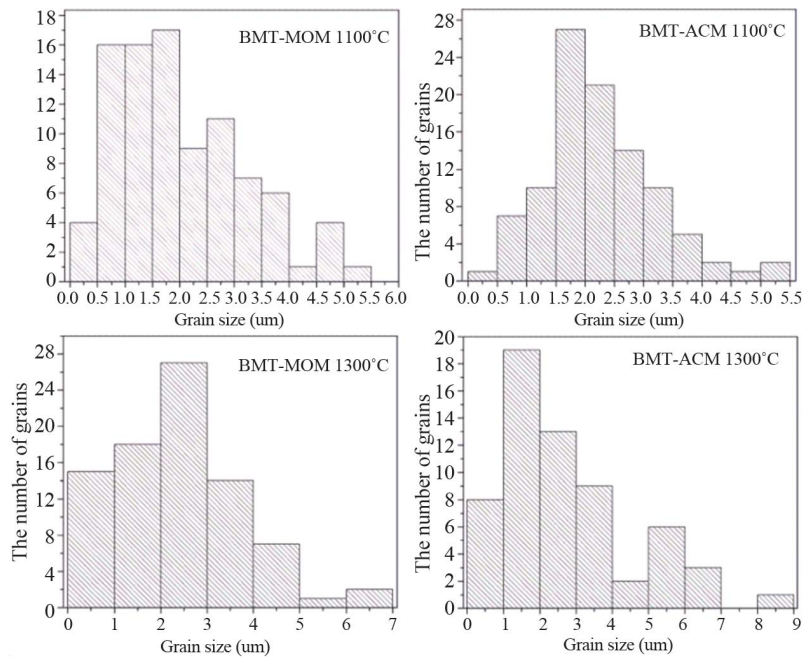 BMT-MOM 1100°C
18
16
14
12
10
8
6
4
2
0
0.0 0.5 1.0 1.5 2.0 2.5 3.0 3.5 4.0 4.5 5.0 5.5 6.0
Grain size (um)
BMT-ACM 1100°C
The number of grains
28
24
20
16
12
8
4
0
0.0 0.5 1.0 1.5 2.0 2.5 3.0 3.5 4.0 4.5 5.0 5.5
Grain size (um)
BMT-MOM 1300°C
The number of grains
28
24
20
16
12
8
4
0
0 1 2 3 4 5 6 7
Grain size (um)
BMT-ACM 1300°C
The number of grains
20
18
16
14
12
10
8
6
4
2
0
0 1 2 3 4 5 6 7 8 9
Grain size (um)